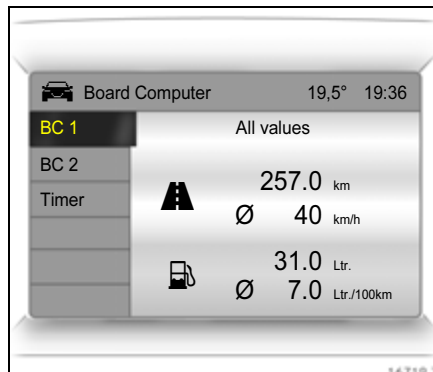 Board Computer 19,5° 19:36
BC 1
All values
BC 2
Timer
257.0 km
Ø 40 km/h
31.0 Ltr.
Ø 7.0 Ltr./100km